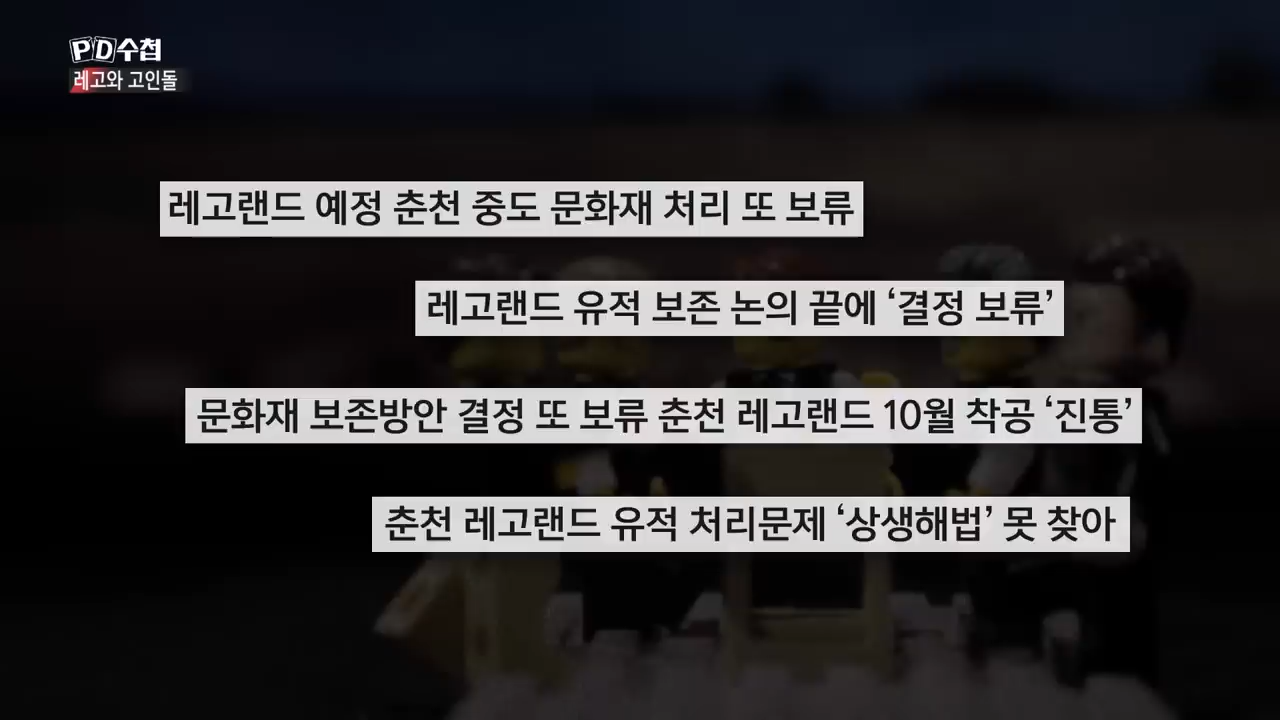 PD수첩
레고와 고인돌
레고랜드 예정 춘천 중도 문화재 처리 또 보류
레고랜드 유적 보존 논의 끝에 ‘결정 보류’
문화재 보존방안 결정 또 보류 춘천 레고랜드 10월 착공 ‘진통’
춘천 레고랜드 유적 처리문제 ‘상생해법’ 못 찾아